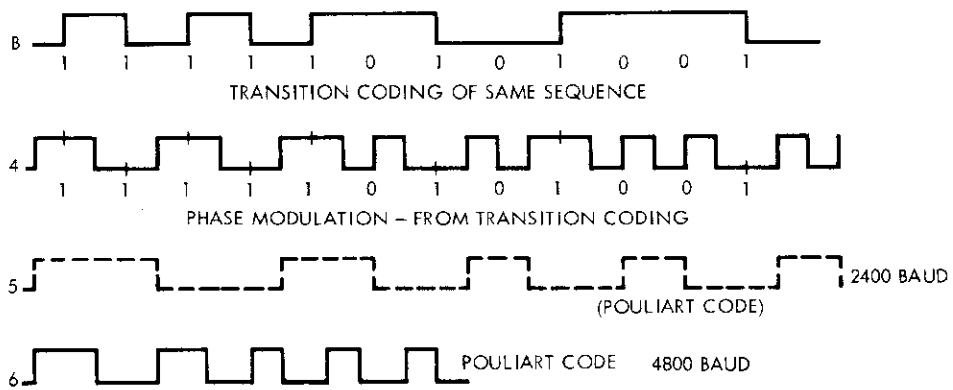 B
1 1 1 1 1 0 1 0 1 0 0 1
TRANSITION CODING OF SAME SEQUENCE
4
1 1 1 1 1 0 1 0 1 0 0 1
PHASE MODULATION – FROM TRANSITION CODING
5 2400 BAUD
(POULIART CODE)
6 POULIART CODE 4800 BAUD